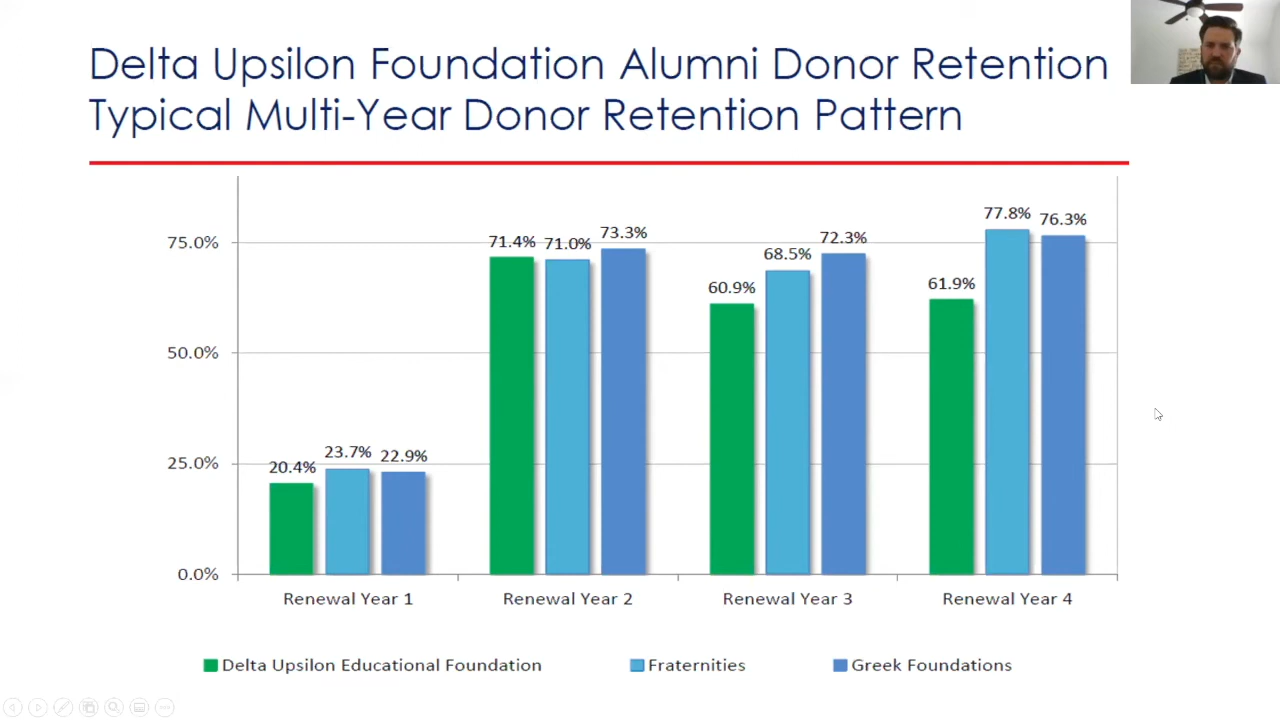 Delta Upsilon Foundation Alumni Donor Retention
Typical Multi-Year Donor Retention Pattern
75.0%
50.0%
25.0%
0.0%
20.4%
23.7%
22.9%
71.4%
71.0%
73.3%
60.9%
68.5%
72.3%
61.9%
77.8%
76.3%
Renewal Year 1
Renewal Year 2
Renewal Year 3
Renewal Year 4
Delta Upsilon Educational Foundation
Fraternities
Greek Foundations